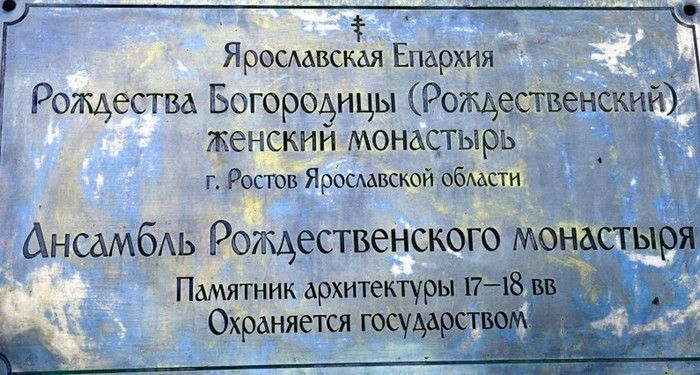 Ярославская Епархия
Рождества Богородицы (Рождественский)
женский монастырь
г. Ростов Ярославской области
Ансамбль Рождественского монастыря
Памятник архитектуры 17–18 вв
Охраняется государством